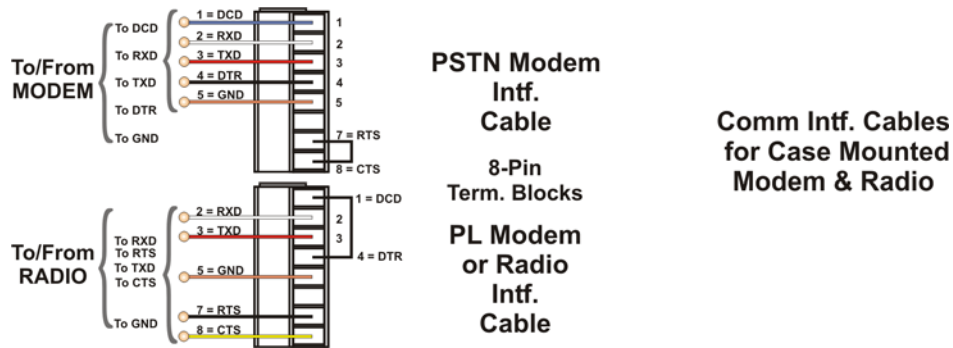 To/From
MODEM
To DCD
To RXD
To TXD
To DTR
To GND
1 = DCD
2 = RXD
3 = TXD
4 = DTR
5 = GND
1
2
3
4
5
7 = RTS
8 = CTS
PSTN Modem
Intf.
Cable
8-Pin
Term. Blocks
Comm Intf. Cables
for Case Mounted
Modem & Radio
To/From
RADIO
To RXD
To RTS
To TXD
To CTS
To GND
2 = RXD
3 = TXD
5 = GND
7 = RTS
8 = CTS
1 = DCD
2
3
4 = DTR
PL Modem
or Radio
Intf.
Cable